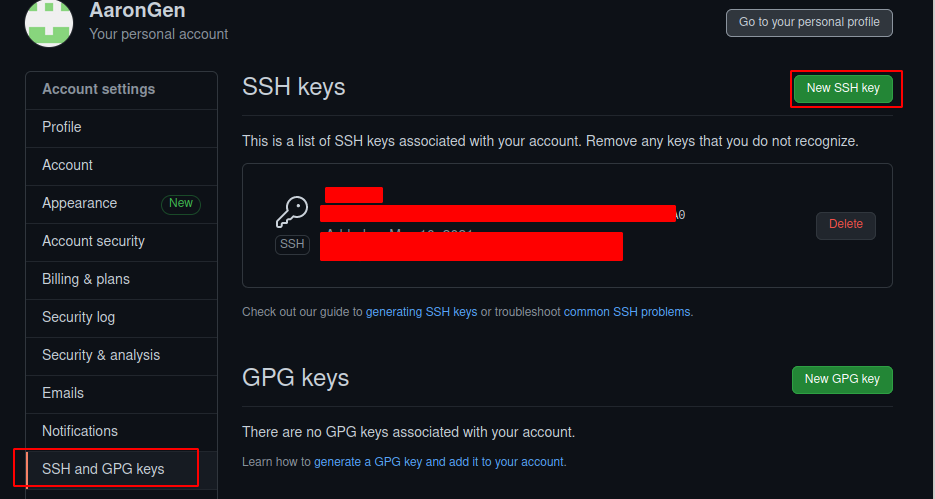 AaronGen
Your personal account
Go to your personal profile
Account settings
Profile
Account
Appearance New
Account security
Billing & plans
Security log
Security & analysis
Emails
Notifications
SSH and GPG keys
SSH keys
New SSH key
This is a list of SSH keys associated with your account. Remove any keys that you do not recognize.
A0
SSH
Delete
Check out our guide to generating SSH keys or troubleshoot common SSH problems.
GPG keys
New GPG key
There are no GPG keys associated with your account.
Learn how to generate a GPG key and add it to your account.